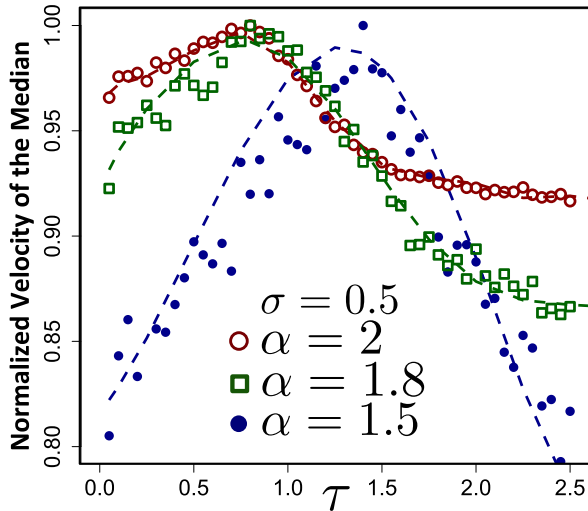 Normalized Velocity of the Median
1.00
0.95
0.90
0.85
0.80
σ = 0.5
α = 2
α = 1.8
α = 1.5
0.0 0.5 1.0 1.5 2.0 2.5
τ